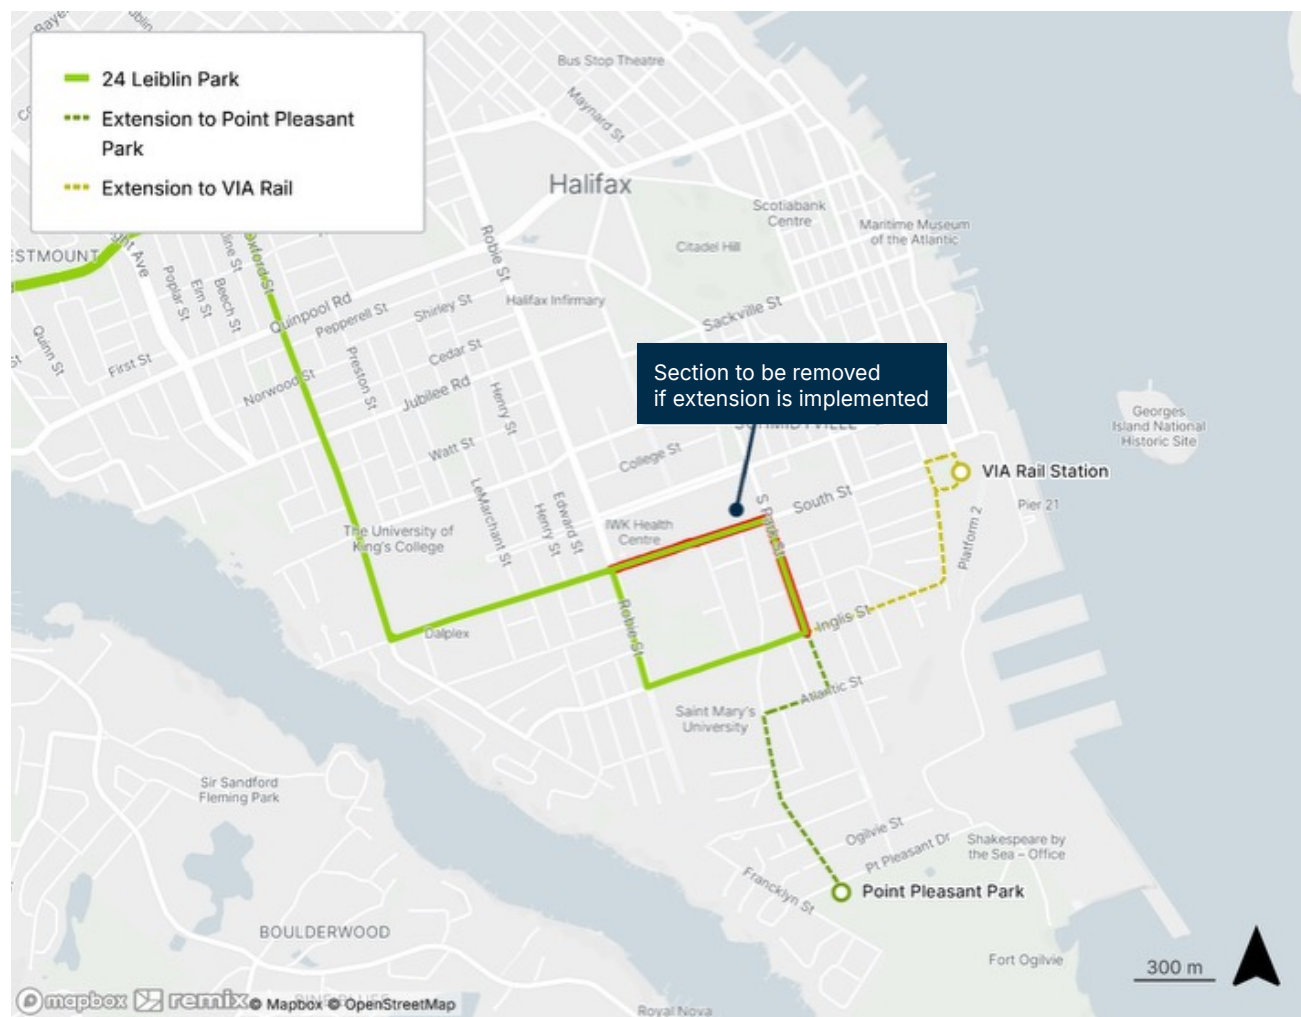 24 Leiblin Park
Extension to Point Pleasant
Park
Extension to VIA Rail
Bus Stop Theatre
Maynard St
Halifax
Scotiabank
Centre
Maritime Museum
of the Atlantic
Citadel Hill
Robie St
Oxford St
Poplar St
Elm St
Beech St
Quinpool Rd
Pepperell St
Shirley St
Halifax Infirmary
Sackville St
Quinn St
First St
Norwood St
Preston St
Cedar St
Jubilee Rd
Henry St
Section to be removed
if extension is implemented
Georges
Island National
Historic Site
Watt St
College St
VIA Rail Station
South St
Pier 21
S Park St
Platform 2
LeMarchant St
Edward St
Henry St
IWK Health
Centre
The University of
King's College
Dalplex
Robie St
Inglis St
Atlantic St
Saint Mary's
University
Sir Sandford
Fleming Park
Ogilvie St
Pt Pleasant Dr
Shakespeare by
the Sea – Office
Francklyn St
Point Pleasant Park
BOULDERWOOD
Fort Ogilvie
300 m
mapbox remix © Mapbox © OpenStreetMap
Royal Nova